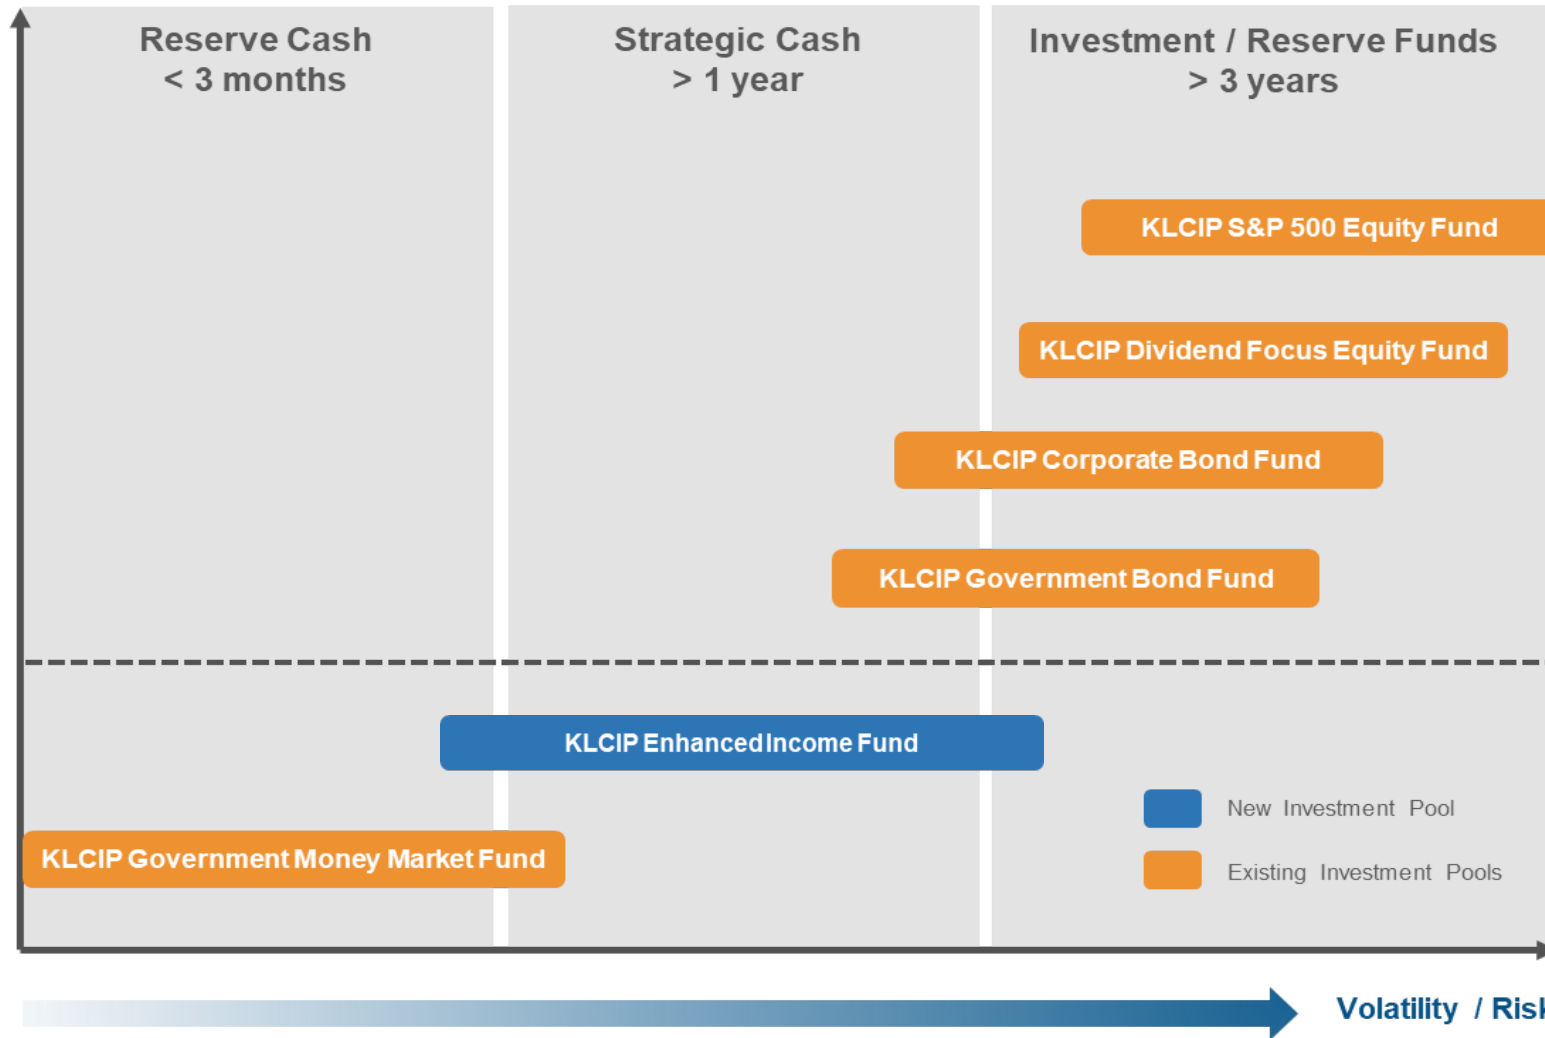 Reserve Cash
< 3 months
Strategic Cash
> 1 year
Investment / Reserve Funds
> 3 years
KLCIP S&P 500 Equity Fund
KLCIP Dividend Focus Equity Fund
KLCIP Corporate Bond Fund
KLCIP Government Bond Fund
KLCIP Enhanced Income Fund
New Investment Pool
KLCIP Government Money Market Fund
Existing Investment Pools
Volatility / Risk